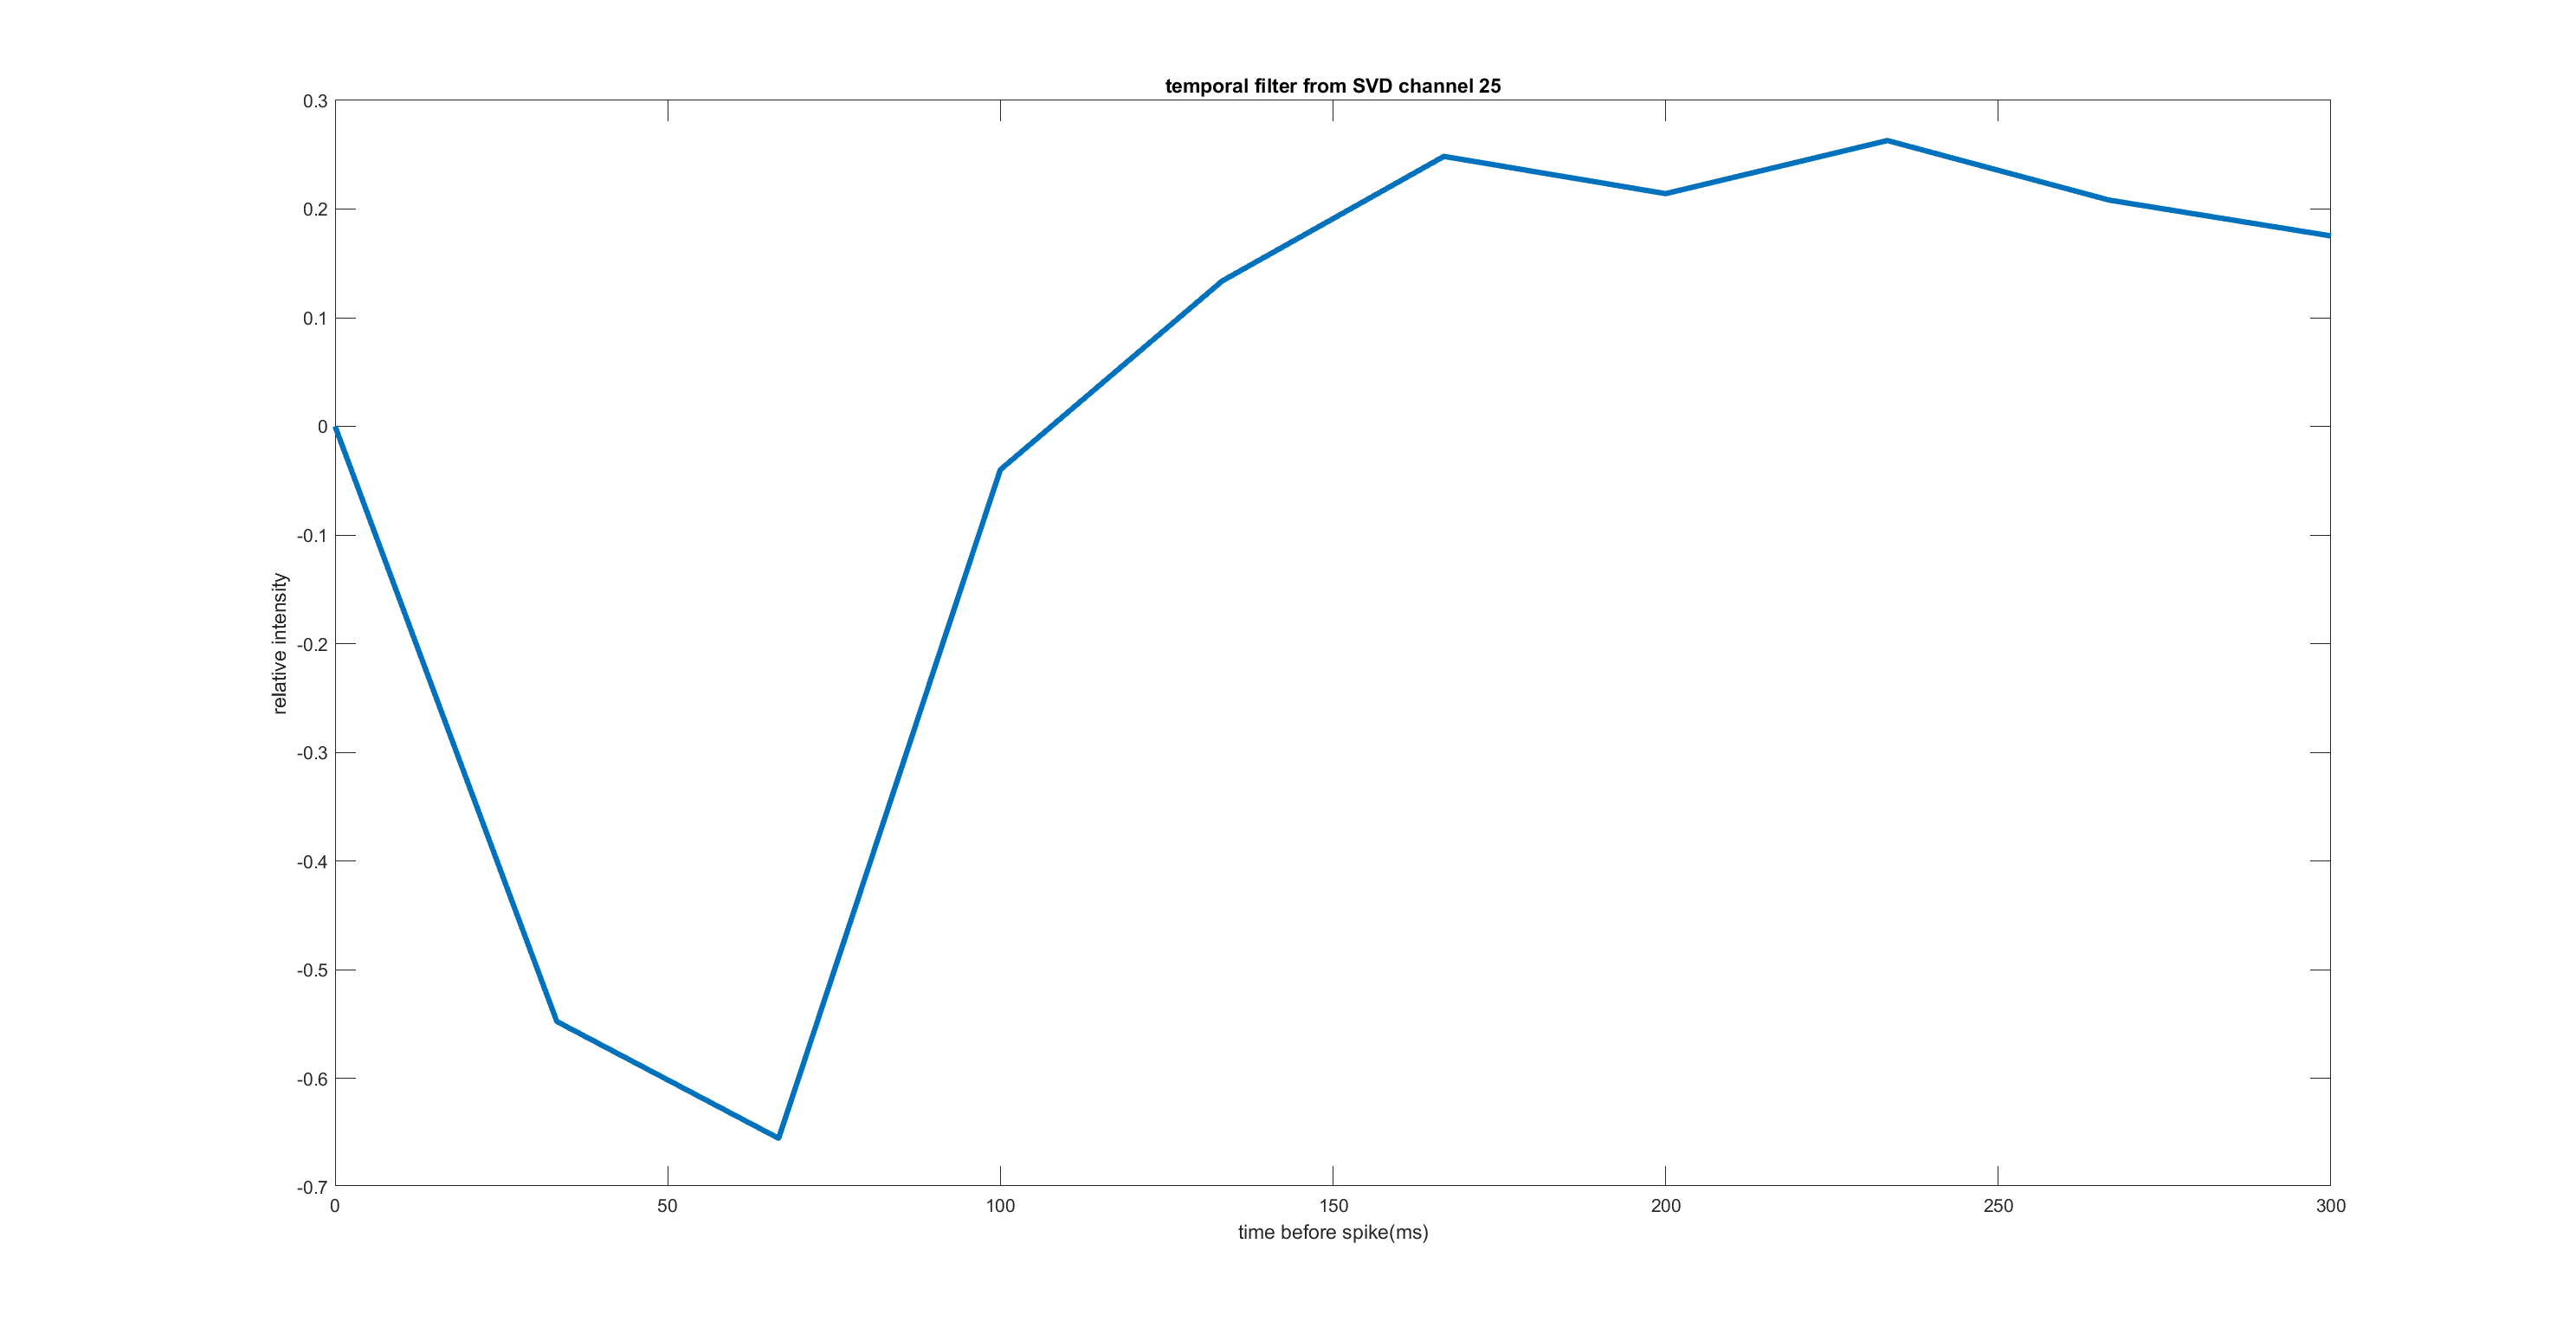 temporal filter from SVD channel 25
0.3
0.2
0.1
0
-0.1
-0.2
-0.3
-0.4
-0.5
-0.6
-0.7
relative intensity
0 50 100 150 200 250 300
time before spike(ms)